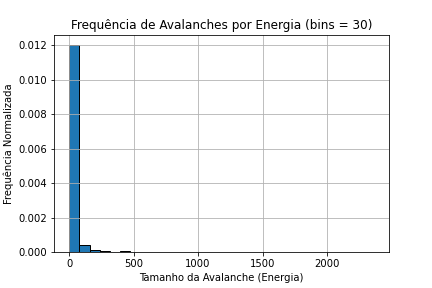 Frequência de Avalanches por Energia (bins = 30)
0.012
0.010
0.008
0.006
0.004
0.002
0.000
Frequência Normalizada
0 500 1000 1500 2000
Tamanho da Avalanche (Energia)